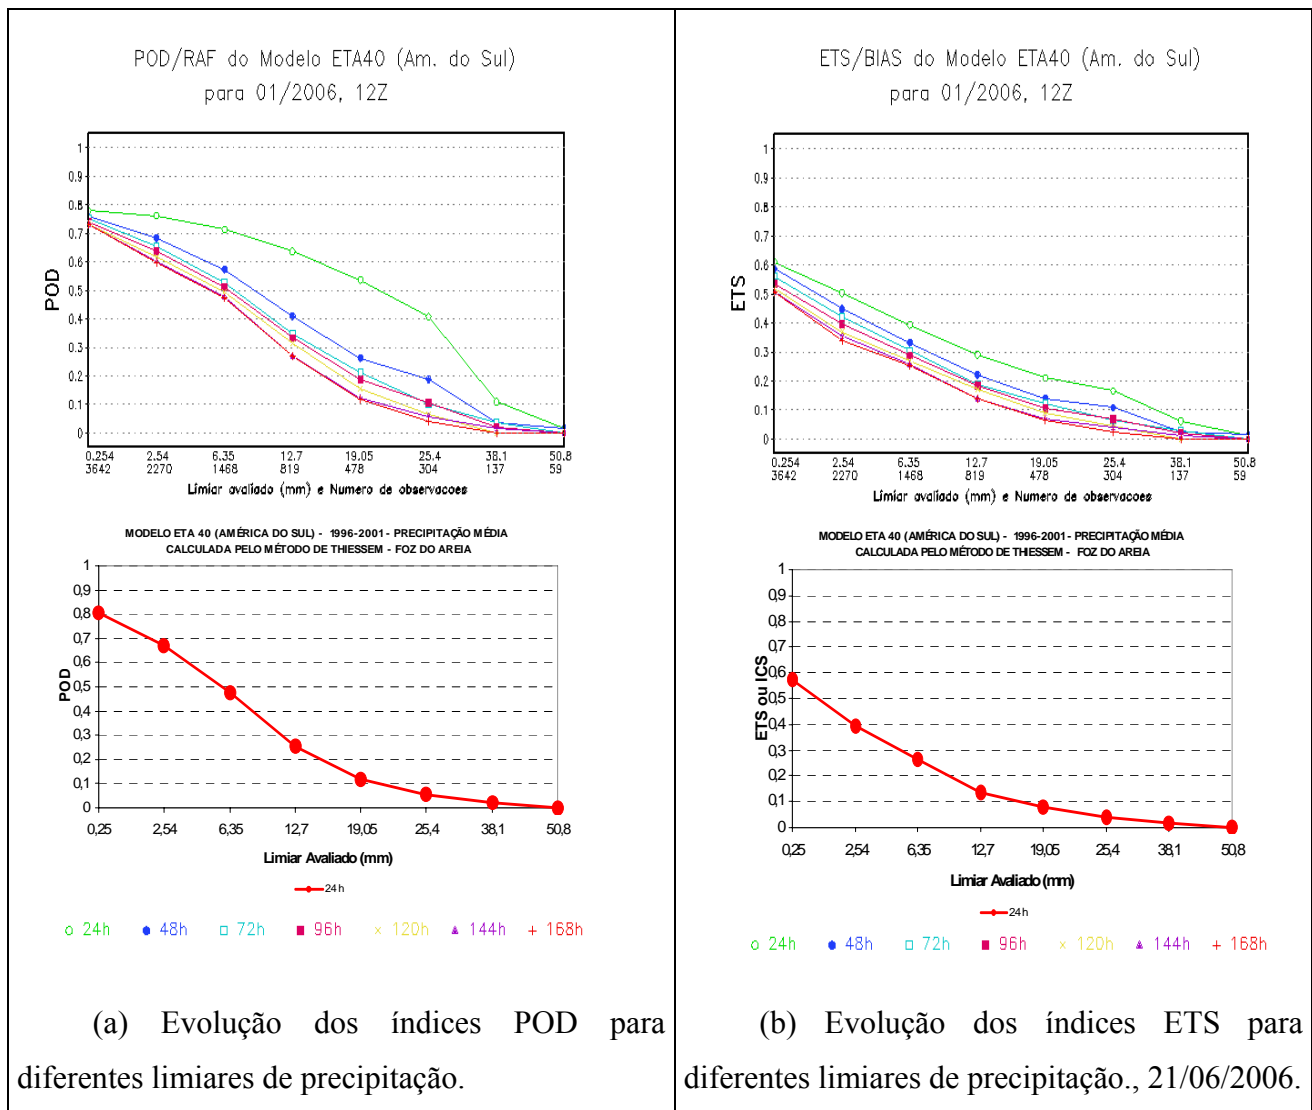 POD/RAF do Modelo ETA40 (Am. do Sul)
para 01/2006, 12Z
1
0.9
0.8
0.7
0.6
0.5
0.4
0.3
0.2
0.1
0
POD
0.254 2.54 6.35 12.7 19.05 25.4 38.1 50.8
3642 2270 1468 819 478 304 137 59
Limiar avaliado (mm) e Numero de observacoes
MODELO ETA 40 (AMÉRICA DO SUL) - 1996-2001 - PRECIPITAÇÃO MÉDIA
CALCULADA PELO MÉTODO DE THIESSEM - FOZ DO AREIA
1
0,9
0,8
0,7
0,6
0,5
0,4
0,3
0,2
0,1
0
POD
0,25 2,54 6,35 12,7 19,05 25,4 38,1 50,8
Limiar Avaliado (mm)
24h
24h 48h 72h 96h 120h 144h 168h
(a) Evolução dos índices POD para
diferentes limiares de precipitação.
ETS/BIAS do Modelo ETA40 (Am. do Sul)
para 01/2006, 12Z
1
0.9
0.8
0.7
0.6
0.5
0.4
0.3
0.2
0.1
0
ETS
0.254 2.54 6.35 12.7 19.05 25.4 38.1 50.8
3642 2270 1468 819 478 304 137 59
Limiar avaliado (mm) e Numero de observacoes
MODELO ETA 40 (AMÉRICA DO SUL) - 1996-2001 - PRECIPITAÇÃO MÉDIA
CALCULADA PELO MÉTODO DE THIESSEM - FOZ DO AREIA
1
0,9
0,8
0,7
0,6
0,5
0,4
0,3
0,2
0,1
0
ETS ou ICS
0,25 2,54 6,35 12,7 19,05 25,4 38,1 50,8
Limiar Avaliado (mm)
24h
24h 48h 72h 96h 120h 144h 168h
(b) Evolução dos índices ETS para
diferentes limiares de precipitação., 21/06/2006.